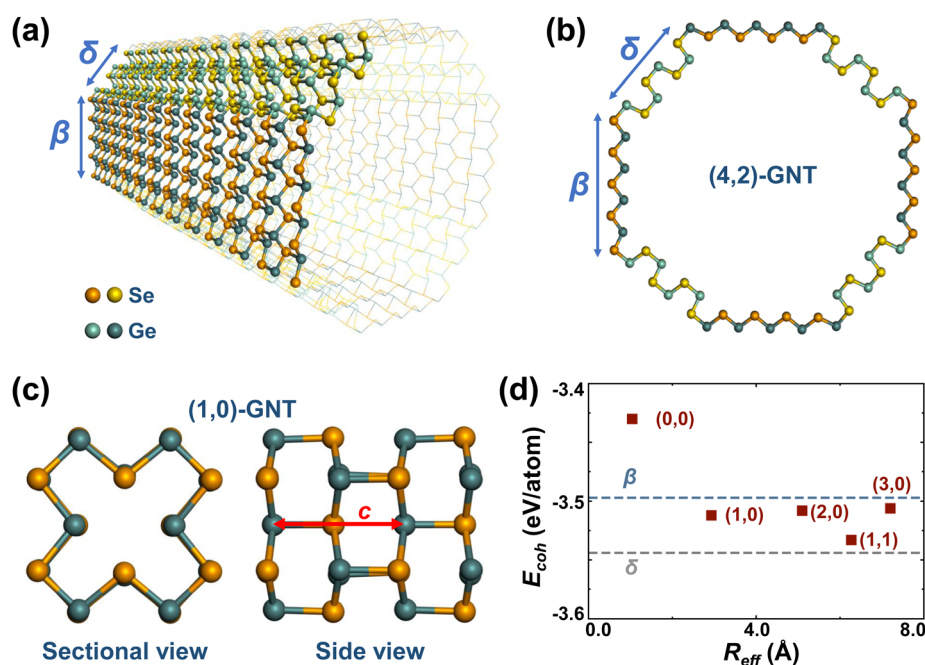 (a)
δ
β
Se
Ge
(b)
δ
β
(4,2)-GNT
(c)
(1,0)-GNT
c
Sectional view
Side view
(d)
-3.4
-3.5
-3.6
E_coh (eV/atom)
(0,0)
β
(3,0)
(1,0)
(2,0)
(1,1)
δ
0.0
4.0
8.0
R_eff (Å)